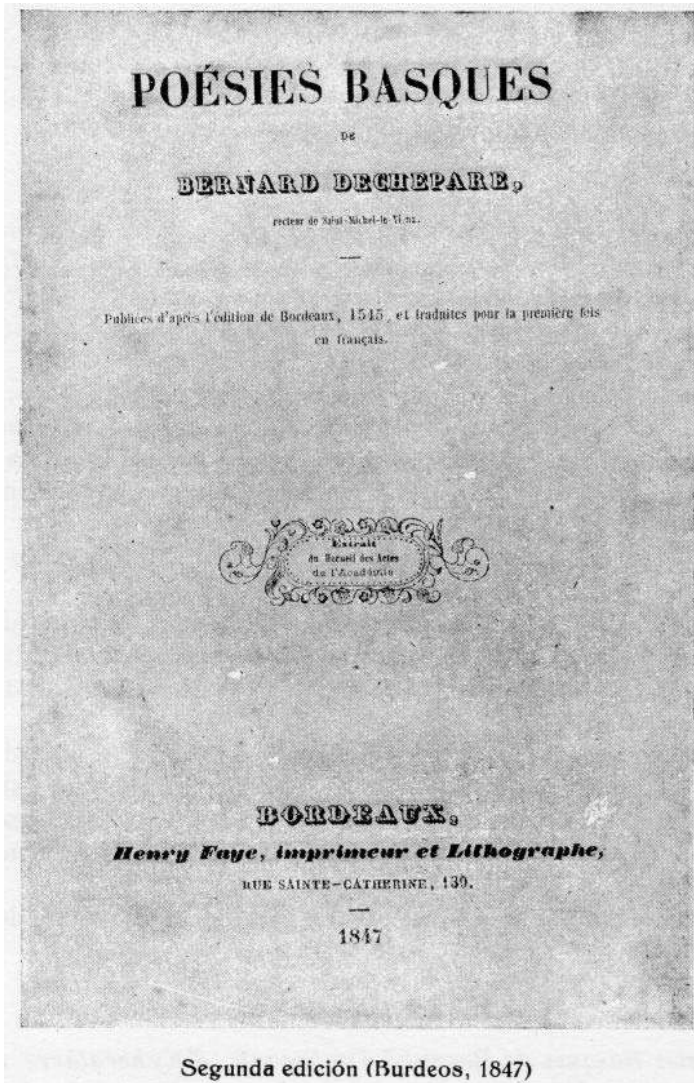 POÉSIES BASQUES
DE
BERNARD DECHEPARE,
recteur de Saint-Michel-le-Vieux.
Publiées d'après l'édition de Bordeaux, 1545, et traduites pour la première fois
en français.
Extrait
du Recueil des Actes
de l'Académie
BORDEAUX,
Henry Faye, imprimeur et Lithographe,
RUE SAINTE-CATHERINE, 139.
1847
Segunda edición (Burdeos, 1847)